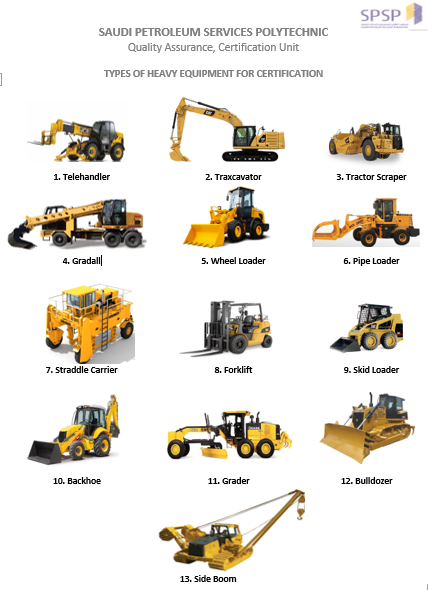 SPSP
SAUDI PETROLEUM SERVICES POLYTECHNIC
Quality Assurance, Certification Unit
TYPES OF HEAVY EQUIPMENT FOR CERTIFICATION
1. Telehandler
2. Traxcavator
3. Tractor Scraper
4. Gradall
5. Wheel Loader
6. Pipe Loader
7. Straddle Carrier
8. Forklift
9. Skid Loader
10. Backhoe
11. Grader
12. Bulldozer
13. Side Boom